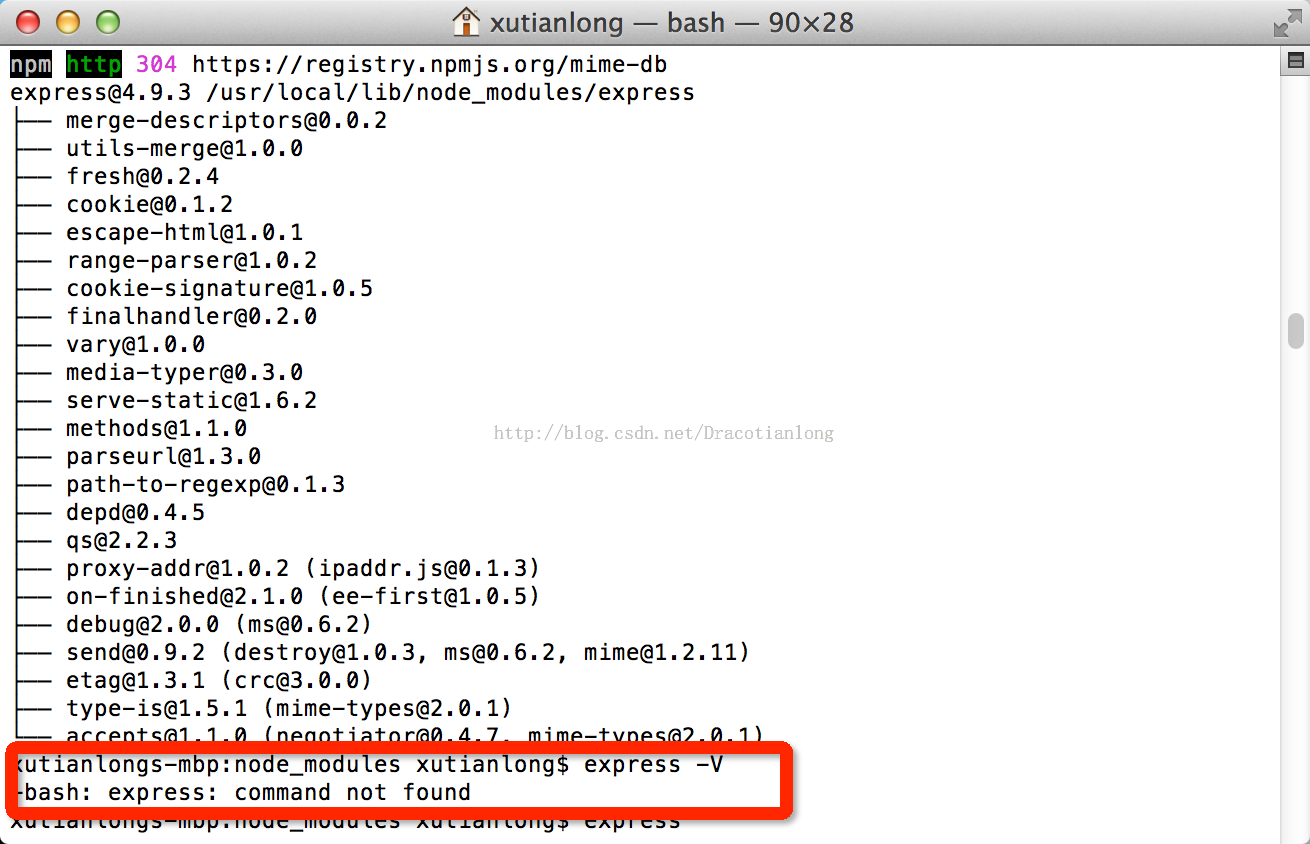 xutianlong — bash — 90×28
npm http 304 https://registry.npmjs.org/mime-db
express@4.9.3 /usr/local/lib/node_modules/express
├── merge-descriptors@0.0.2
├── utils-merge@1.0.0
├── fresh@0.2.4
├── cookie@0.1.2
├── escape-html@1.0.1
├── range-parser@1.0.2
├── cookie-signature@1.0.5
├── finalhandler@0.2.0
├── vary@1.0.0
├── media-typer@0.3.0
├── serve-static@1.6.2
├── methods@1.1.0
├── parseurl@1.3.0
├── path-to-regexp@0.1.3
├── depd@0.4.5
├── qs@2.2.3
├── proxy-addr@1.0.2 (ipaddr.js@0.1.3)
├── on-finished@2.1.0 (ee-first@1.0.5)
├── debug@2.0.0 (ms@0.6.2)
├── send@0.9.2 (destroy@1.0.3, ms@0.6.2, mime@1.2.11)
├── etag@1.3.1 (crc@3.0.0)
├── type-is@1.5.1 (mime-types@2.0.1)
└── accepts@1.1.0 (negotiator@0.4.7, mime-types@2.0.1)
xutianlongs-mbp:node_modules xutianlong$ express -V
-bash: express: command not found
xutianlongs-mbp:node_modules xutianlong$ express
http://blog.csdn.net/Dracotianlong